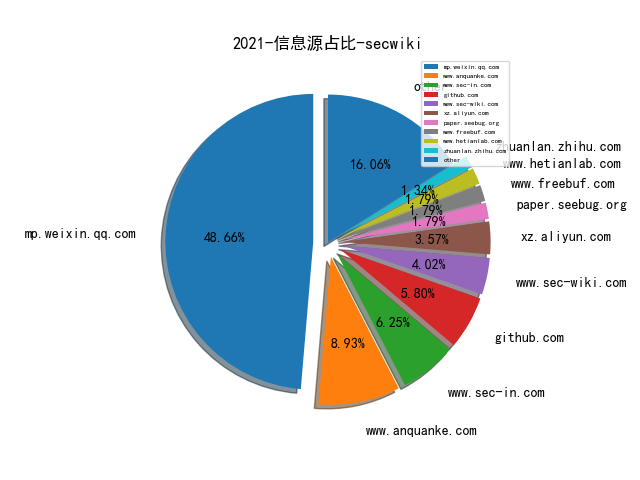 2021-信息源占比-secwiki
mp.weixin.qq.com
www.anquanke.com
www.sec-in.com
github.com
www.sec-wiki.com
xz.aliyun.com
paper.seebug.org
www.freebuf.com
www.hetianlab.com
zhuanlan.zhihu.com
other
zhuanlan.zhihu.com
www.hetianlab.com
www.freebuf.com
paper.seebug.org
xz.aliyun.com
www.sec-wiki.com
github.com
www.sec-in.com
www.anquanke.com
mp.weixin.qq.com
16.06%
1.34%
1.79%
1.79%
1.79%
3.57%
4.02%
5.80%
6.25%
8.93%
48.66%